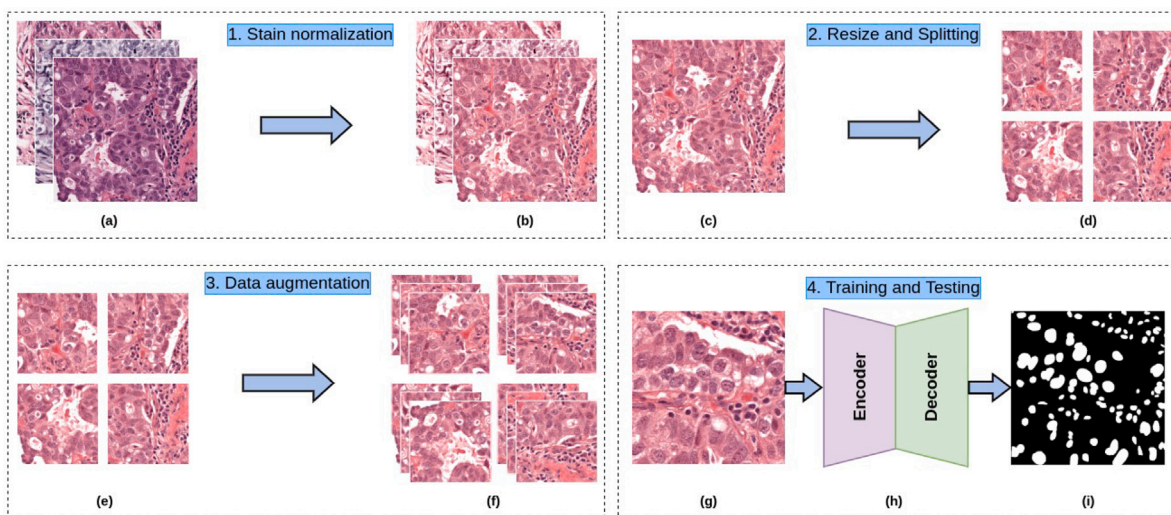 1. Stain normalization
(a)
(b)
2. Resize and Splitting
(c)
(d)
3. Data augmentation
(e)
(f)
4. Training and Testing
Encoder
Decoder
(g)
(h)
(i)